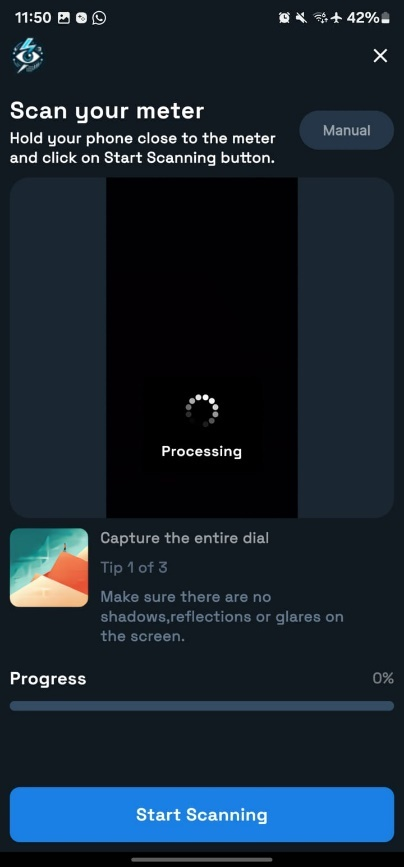 11:50 42%
Scan your meter
Hold your phone close to the meter
and click on Start Scanning button.
Manual
Processing
Capture the entire dial
Tip 1 of 3
Make sure there are no
shadows,reflections or glares on
the screen.
Progress 0%
Start Scanning